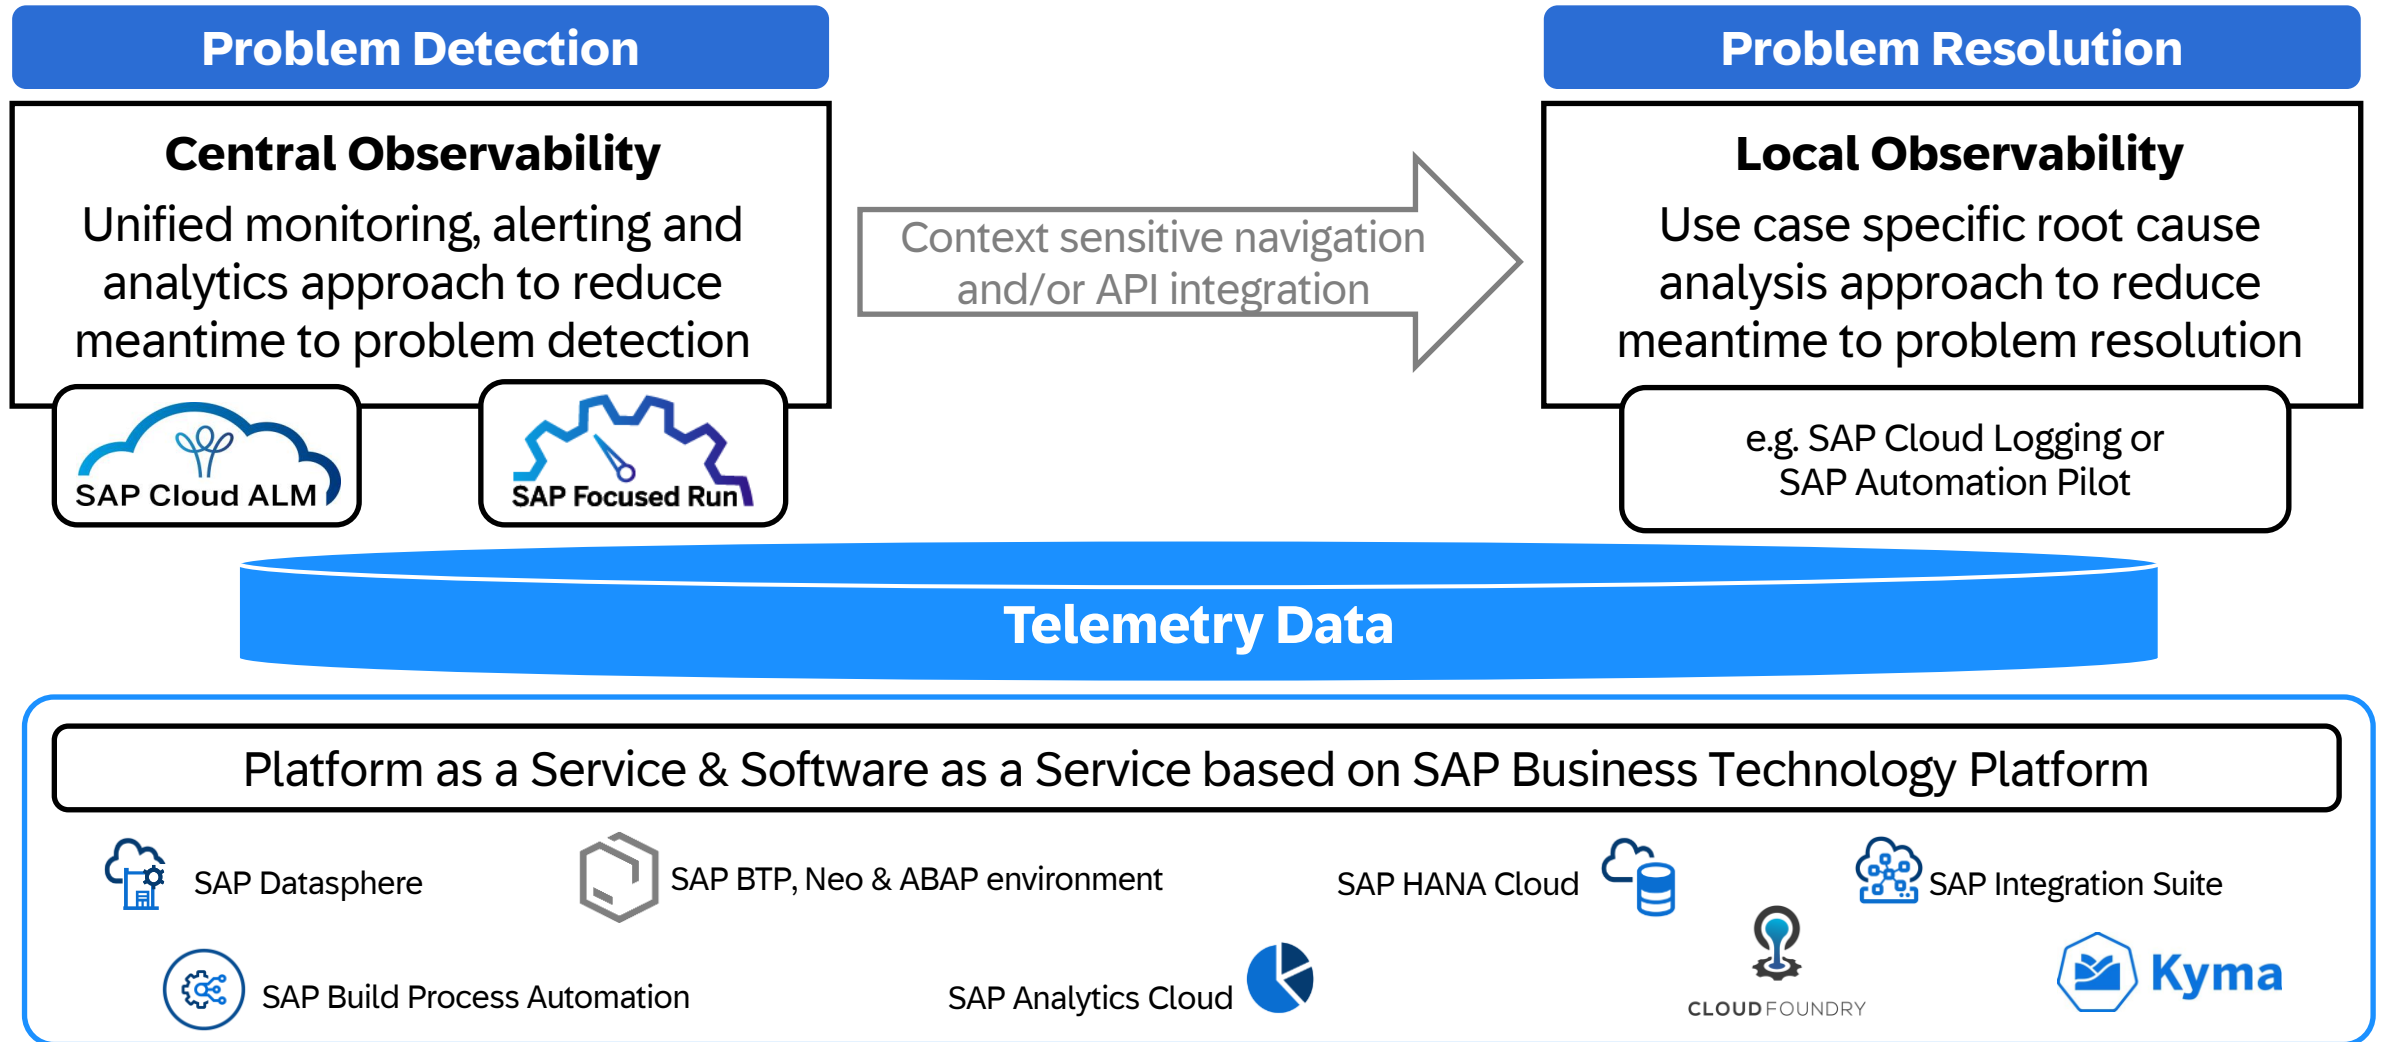 Problem Detection
Problem Resolution
Central Observability
Unified monitoring, alerting and
analytics approach to reduce
meantime to problem detection
Context sensitive navigation
and/or API integration
Local Observability
Use case specific root cause
analysis approach to reduce
meantime to problem resolution
SAP Cloud ALM
SAP Focused Run
e.g. SAP Cloud Logging or
SAP Automation Pilot
Telemetry Data
Platform as a Service & Software as a Service based on SAP Business Technology Platform
SAP Datasphere
SAP BTP, Neo & ABAP environment
SAP HANA Cloud
SAP Integration Suite
SAP Build Process Automation
SAP Analytics Cloud
CLOUD FOUNDRY
Kyma